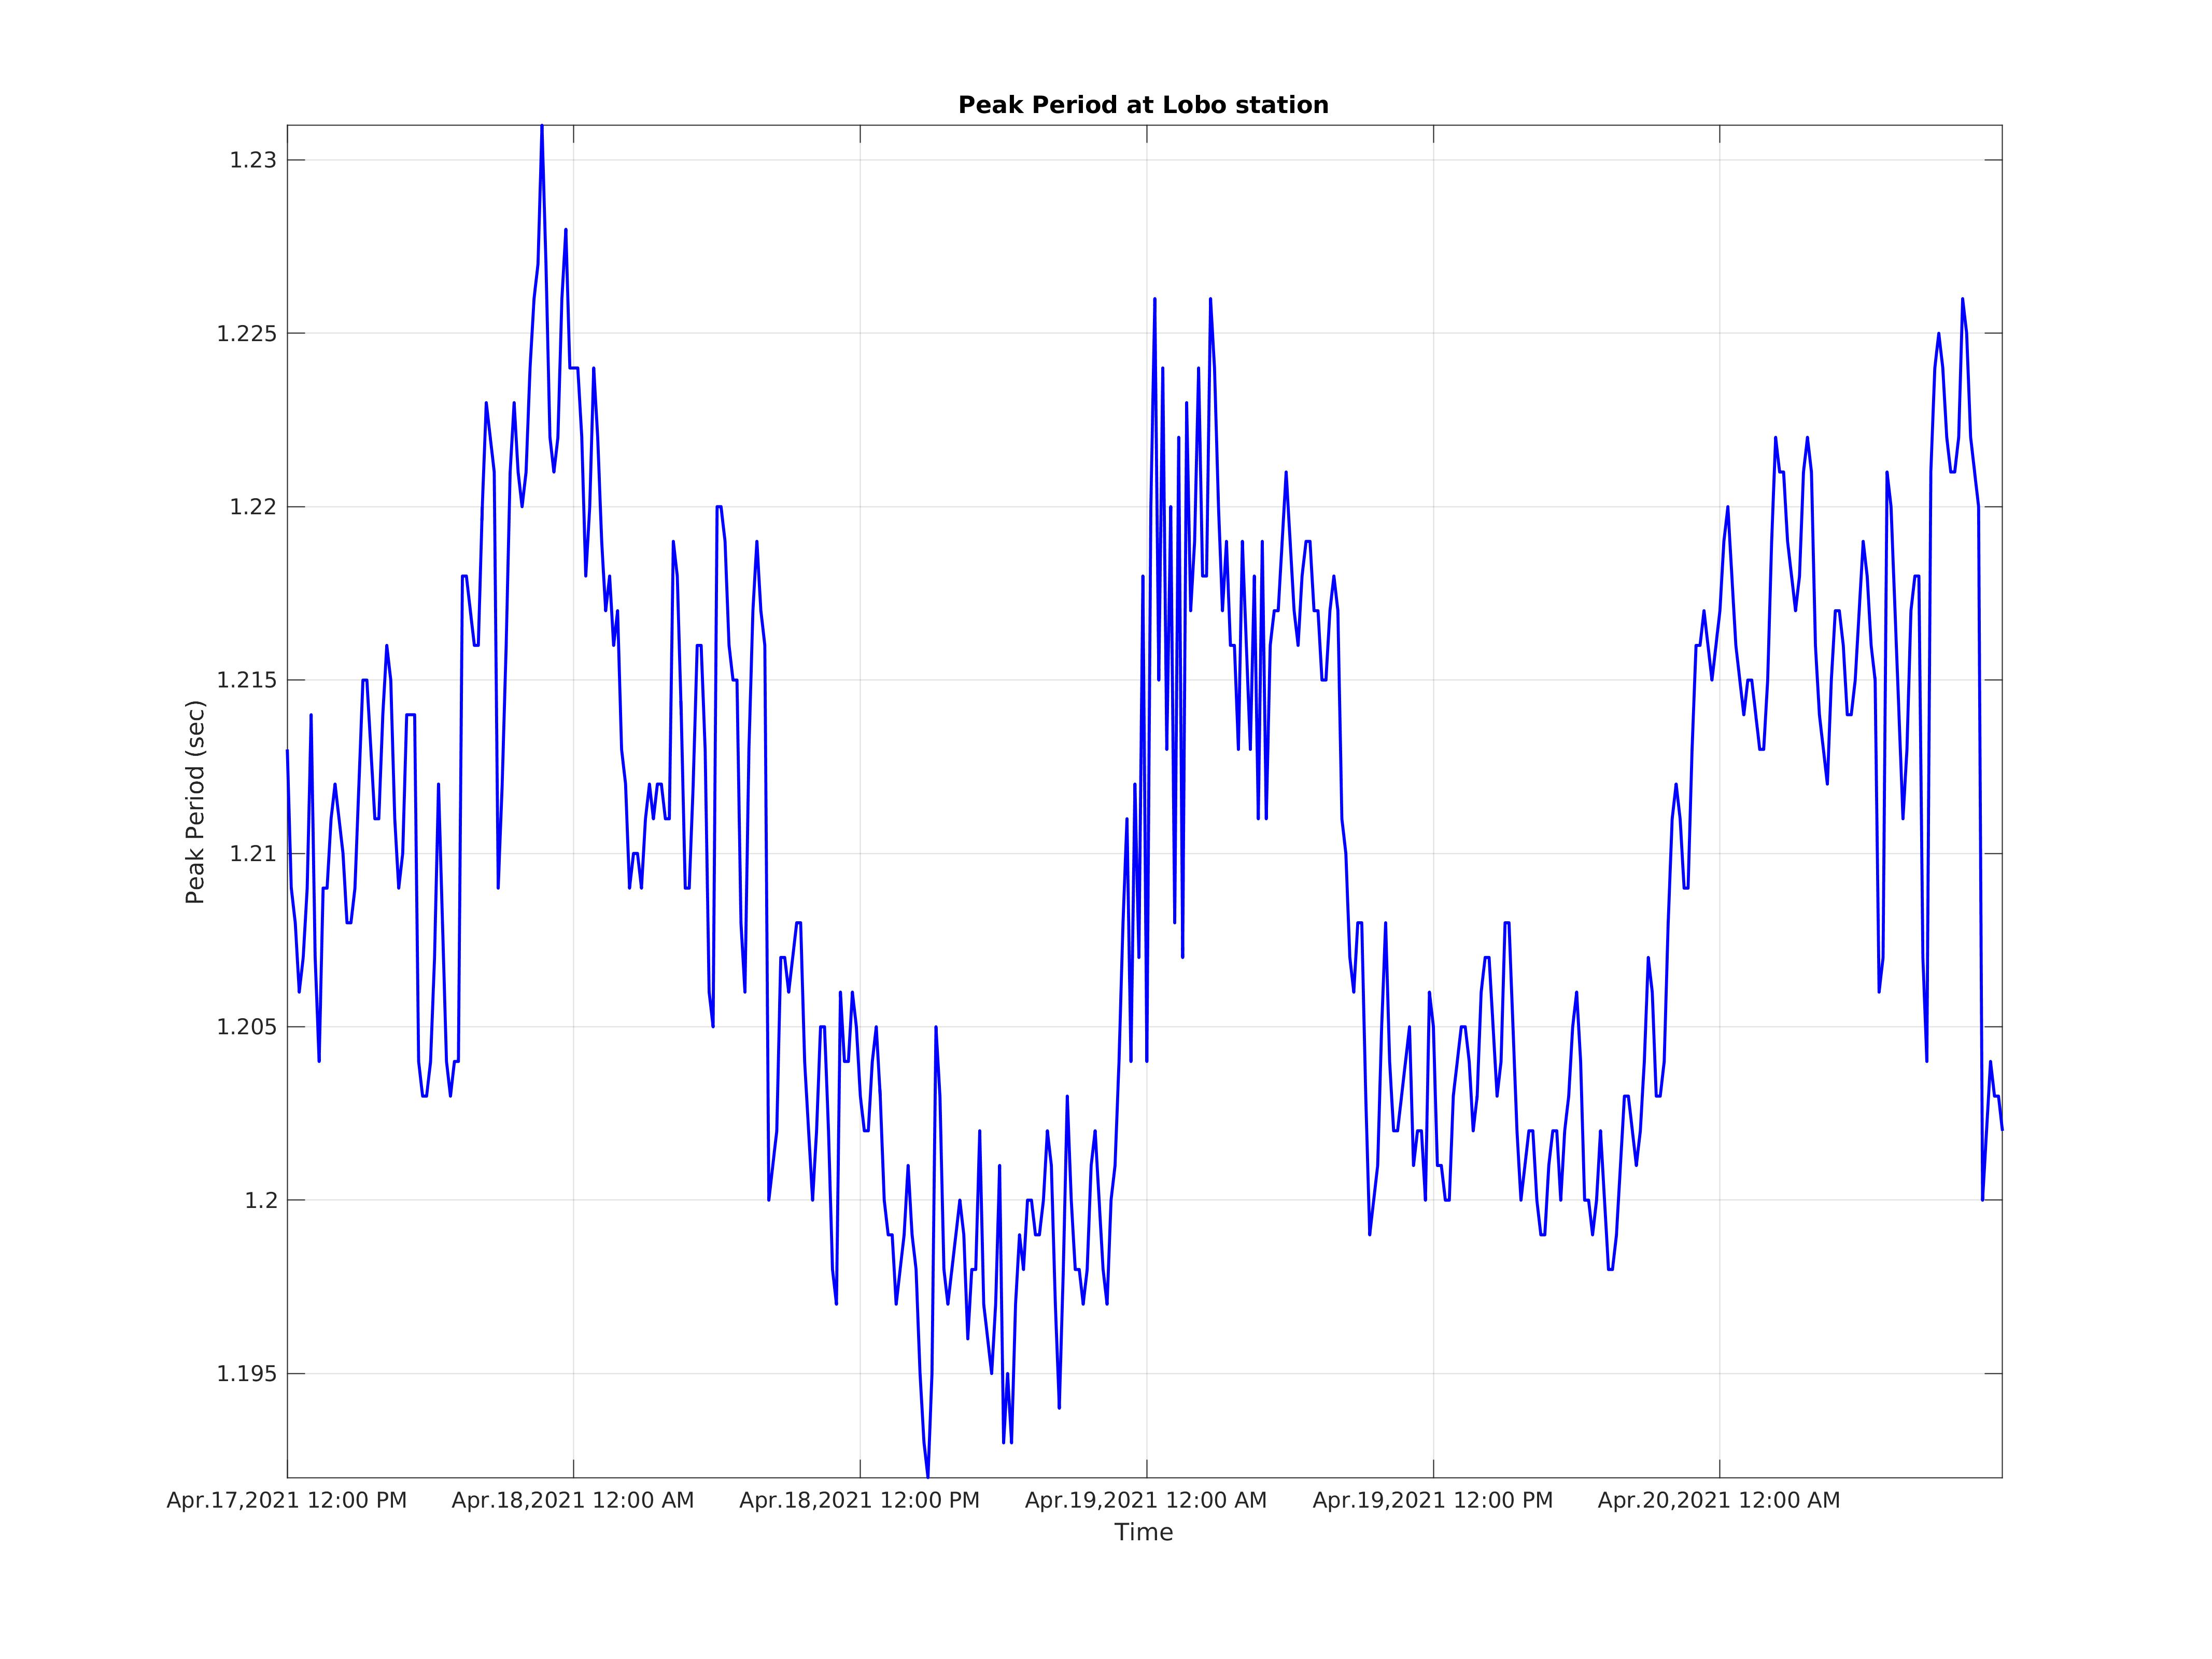 Peak Period at Lobo station
1.23
1.225
1.22
1.215
1.21
1.205
1.2
1.195
Peak Period (sec)
Apr.17,2021 12:00 PM Apr.18,2021 12:00 AM Apr.18,2021 12:00 PM Apr.19,2021 12:00 AM Apr.19,2021 12:00 PM Apr.20,2021 12:00 AM
Time